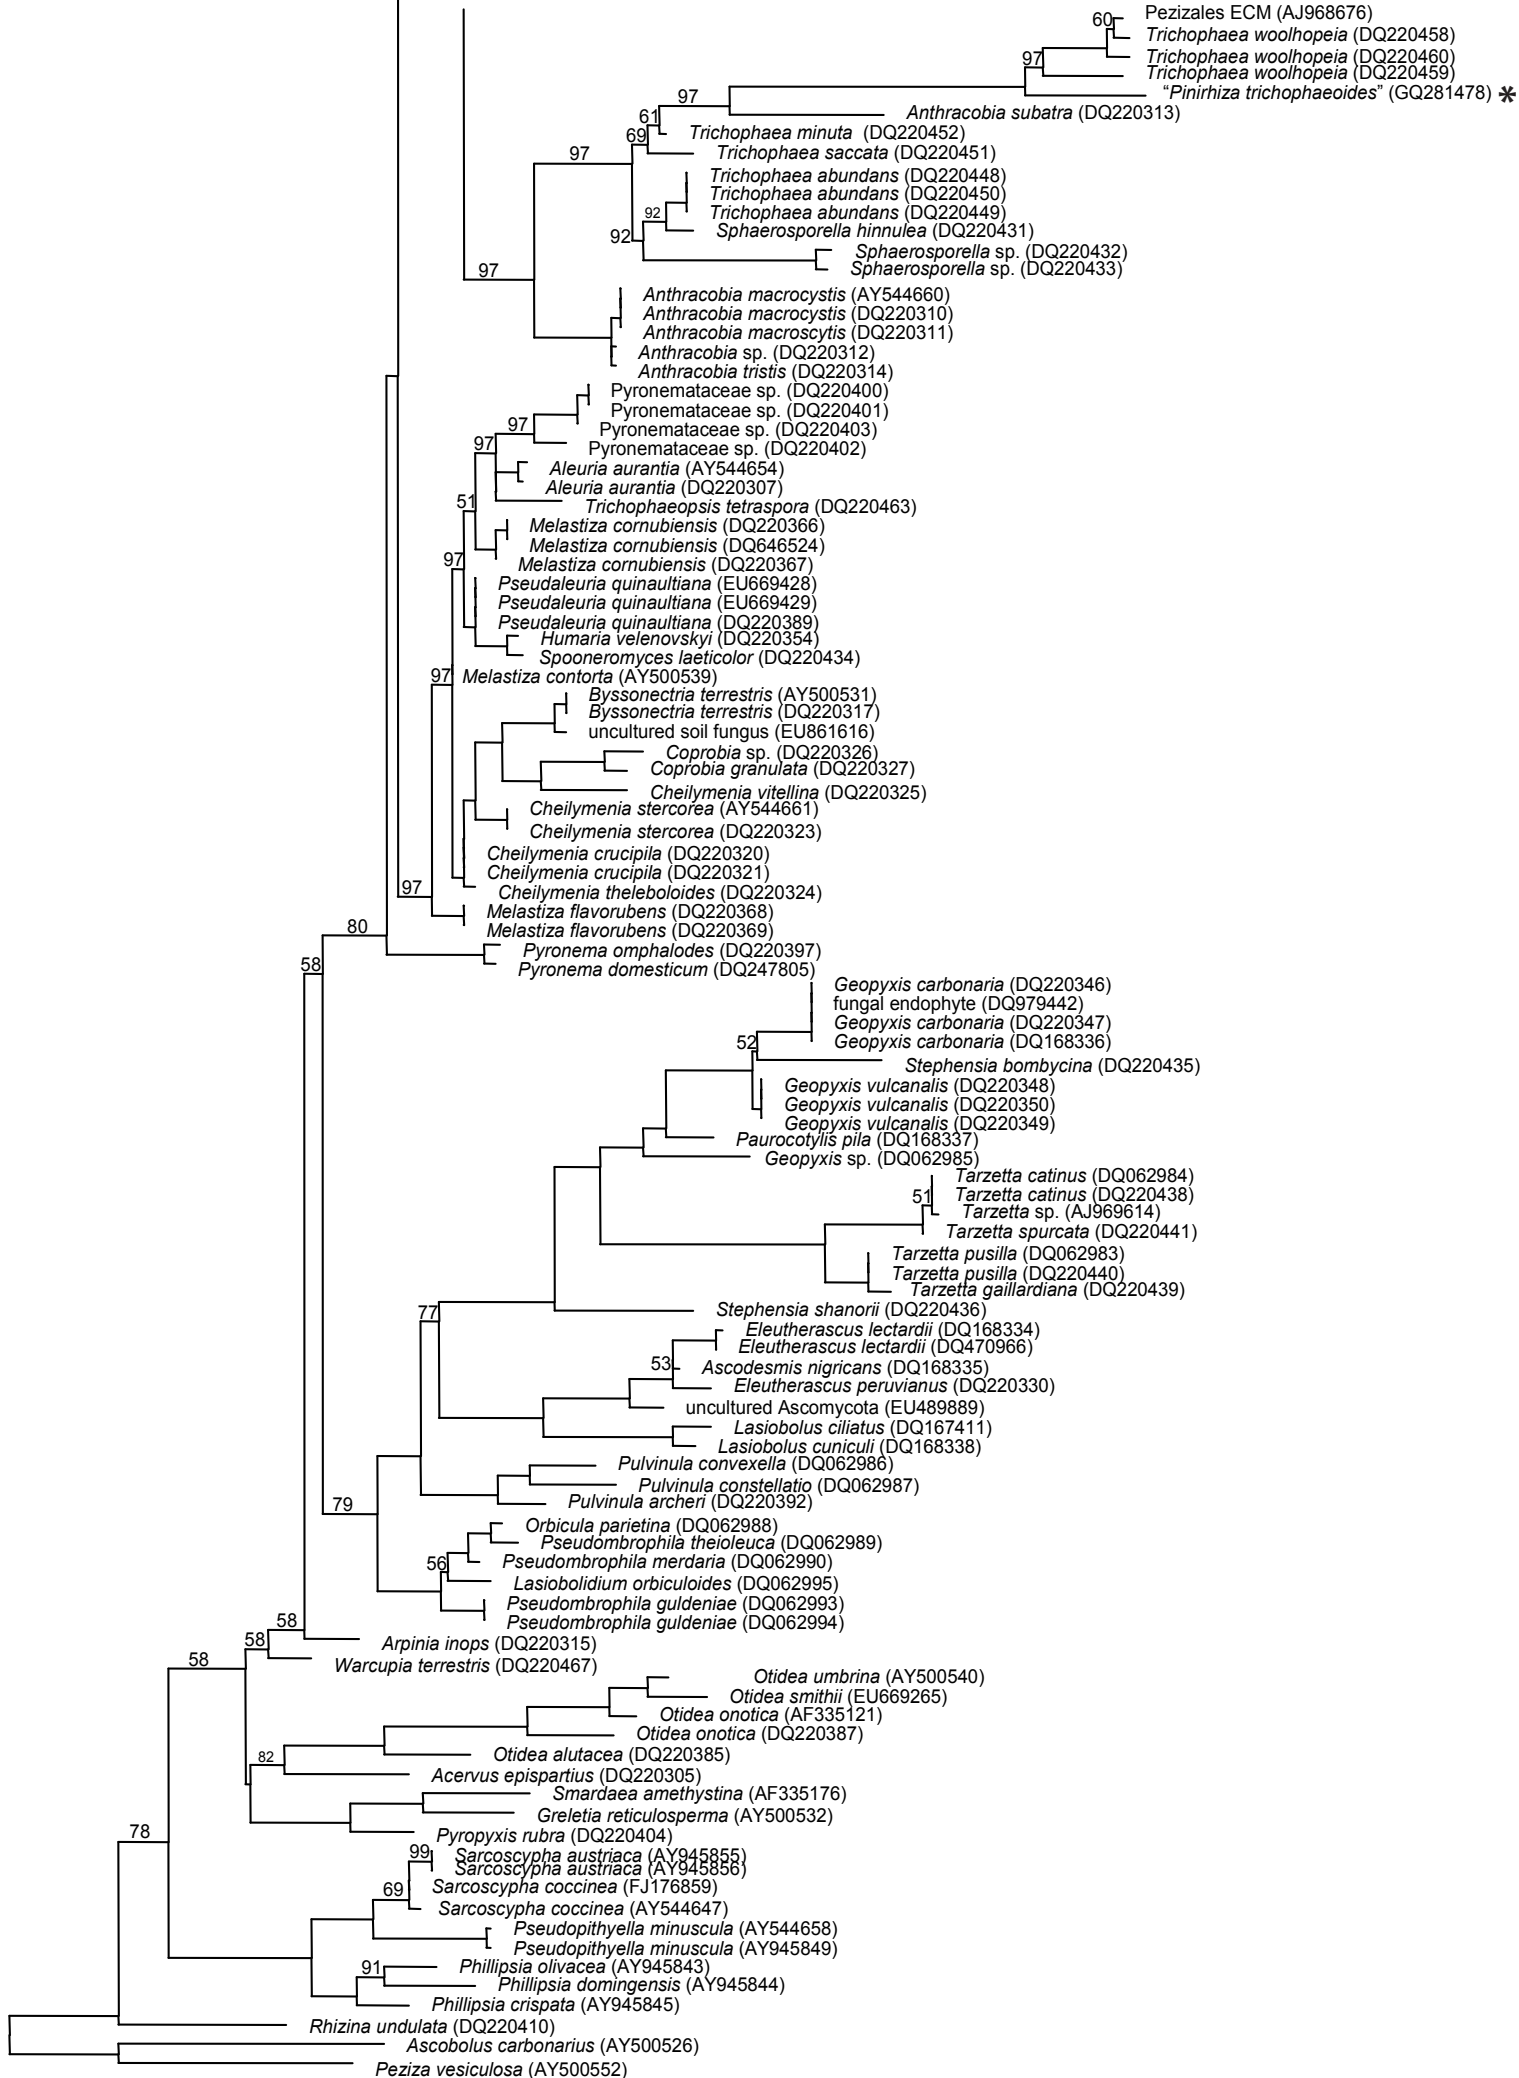 60
Pezizales ECM (AJ968676)
Trichophaea woolhopeia (DQ220458)
Trichophaea woolhopeia (DQ220460)
97
Trichophaea woolhopeia (DQ220459)
“Pinirhiza trichophaeoides” (GQ281478) *
97
Anthracobia subatra (DQ220313)
61
Trichophaea minuta (DQ220452)
69
Trichophaea saccata (DQ220451)
97
Trichophaea abundans (DQ220448)
Trichophaea abundans (DQ220450)
Trichophaea abundans (DQ220449)
92
Sphaerosporella hinnulea (DQ220431)
92
Sphaerosporella sp. (DQ220432)
Sphaerosporella sp. (DQ220433)
97
Anthracobia macrocystis (AY544660)
Anthracobia macrocystis (DQ220310)
Anthracobia macroscytis (DQ220311)
Anthracobia sp. (DQ220312)
Anthracobia tristis (DQ220314)
Pyronemataceae sp. (DQ220400)
Pyronemataceae sp. (DQ220401)
97
Pyronemataceae sp. (DQ220403)
97
Pyronemataceae sp. (DQ220402)
Aleuria aurantia (AY544654)
Aleuria aurantia (DQ220307)
51
Trichophaeopsis tetraspora (DQ220463)
Melastiza cornubiensis (DQ220366)
Melastiza cornubiensis (DQ646524)
97
Melastiza cornubiensis (DQ220367)
Pseudaleuria quinaultiana (EU669428)
Pseudaleuria quinaultiana (EU669429)
Pseudaleuria quinaultiana (DQ220389)
Humaria velenovskyi (DQ220354)
Spooneromyces laeticolor (DQ220434)
97
Melastiza contorta (AY500539)
Byssonectria terrestris (AY500531)
Byssonectria terrestris (DQ220317)
uncultured soil fungus (EU861616)
Coprobia sp. (DQ220326)
Coprobia granulata (DQ220327)
Cheilymenia vitellina (DQ220325)
Cheilymenia stercorea (AY544661)
Cheilymenia stercorea (DQ220323)
Cheilymenia crucipila (DQ220320)
Cheilymenia crucipila (DQ220321)
97
Cheilymenia theleboloides (DQ220324)
Melastiza flavorubens (DQ220368)
80
Melastiza flavorubens (DQ220369)
Pyronema omphalodes (DQ220397)
58
Pyronema domesticum (DQ247805)
Geopyxis carbonaria (DQ220346)
fungal endophyte (DQ979442)
Geopyxis carbonaria (DQ220347)
52
Geopyxis carbonaria (DQ168336)
Stephensia bombycina (DQ220435)
Geopyxis vulcanalis (DQ220348)
Geopyxis vulcanalis (DQ220350)
Geopyxis vulcanalis (DQ220349)
Paurocotylis pila (DQ168337)
Geopyxis sp. (DQ062985)
Tarzetta catinus (DQ062984)
51
Tarzetta catinus (DQ220438)
Tarzetta sp. (AJ969614)
Tarzetta spurcata (DQ220441)
Tarzetta pusilla (DQ062983)
Tarzetta pusilla (DQ220440)
Tarzetta gaillardiana (DQ220439)
77
Stephensia shanorii (DQ220436)
Eleutherascus lectardii (DQ168334)
Eleutherascus lectardii (DQ470966)
53
Ascodesmis nigricans (DQ168335)
Eleutherascus peruvianus (DQ220330)
uncultured Ascomycota (EU489889)
Lasiobolus ciliatus (DQ167411)
Lasiobolus cuniculi (DQ168338)
Pulvinula convexella (DQ062986)
Pulvinula constellatio (DQ062987)
79
Pulvinula archeri (DQ220392)
Orbicula parietina (DQ062988)
Pseudombrophila theioleuca (DQ062989)
56
Pseudombrophila merdaria (DQ062990)
Lasiobolidium orbiculoides (DQ062995)
Pseudombrophila guldeniae (DQ062993)
58
Pseudombrophila guldeniae (DQ062994)
58
Arpinia inops (DQ220315)
58
Warcupia terrestris (DQ220467)
Otidea umbrina (AY500540)
Otidea smithii (EU669265)
Otidea onotica (AF335121)
Otidea onotica (DQ220387)
82
Otidea alutacea (DQ220385)
Acervus epispartius (DQ220305)
Smardaea amethystina (AF335176)
Greletia reticulosperma (AY500532)
78
Pyropyxis rubra (DQ220404)
99
Sarcoscypha austriaca (AY945855)
Sarcoscypha austriaca (AY945856)
69
Sarcoscypha coccinea (FJ176859)
Sarcoscypha coccinea (AY544647)
Pseudopithyella minuscula (AY544658)
Pseudopithyella minuscula (AY945849)
91
Phillipsia olivacea (AY945843)
Phillipsia domingensis (AY945844)
Phillipsia crispata (AY945845)
Rhizina undulata (DQ220410)
Ascobolus carbonarius (AY500526)
Peziza vesiculosa (AY500552)